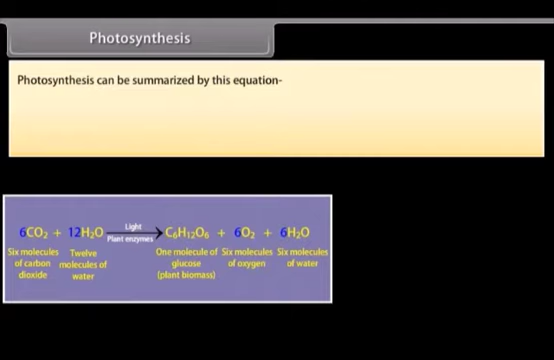 Photosynthesis
Photosynthesis can be summarized by this equation-
6CO₂ + 12H₂O Light Plant enzymes → C₆H₁₂O₆ + 6O₂ + 6H₂O
Six molecules of carbon dioxide
Twelve molecules of water
One molecule of glucose (plant biomass)
Six molecules of oxygen
Six molecules of water